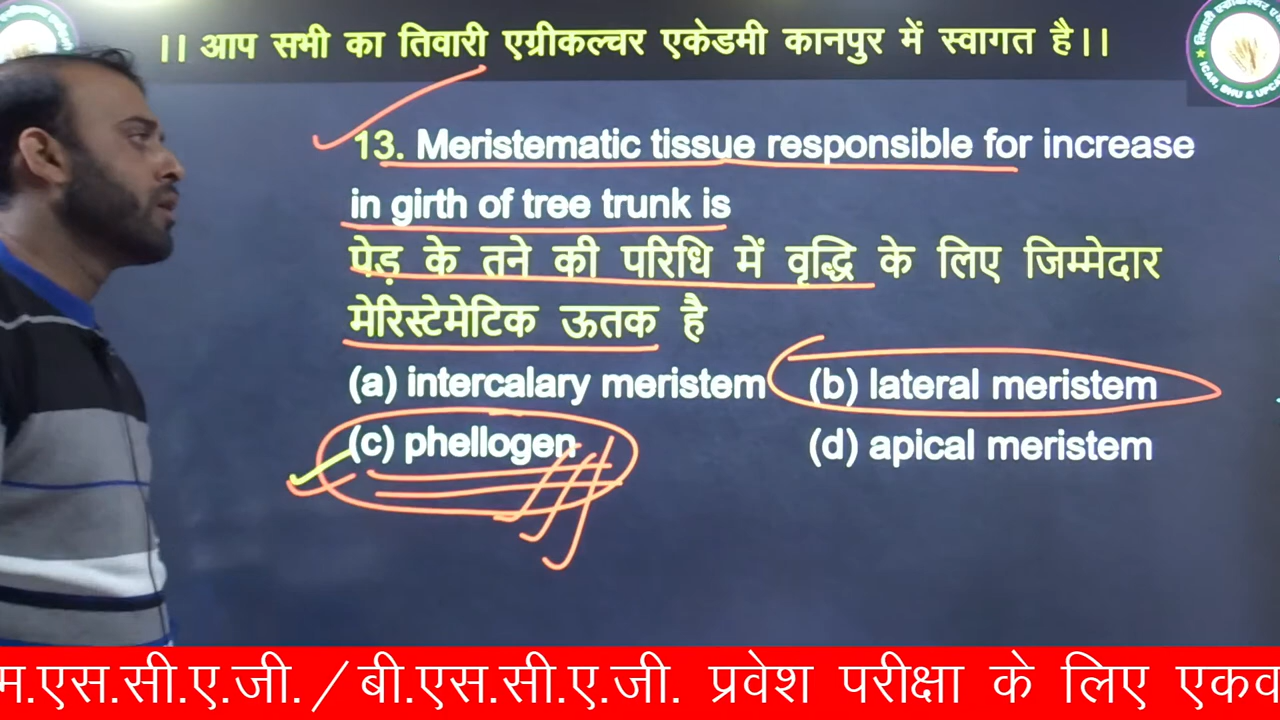 ।। आप सभी का तिवारी एग्रीकल्चर एकेडमी कानपुर में स्वागत है।।
13. Meristematic tissue responsible for increase
in girth of tree trunk is
पेड़ के तने की परिधि में वृद्धि के लिए जिम्मेदार
मेरिस्टेमेटिक ऊतक है
(a) intercalary meristem (b) lateral meristem
(c) phellogen (d) apical meristem
म.एस.सी.ए.जी./बी.एस.सी.ए.जी. प्रवेश परीक्षा के लिए एकव